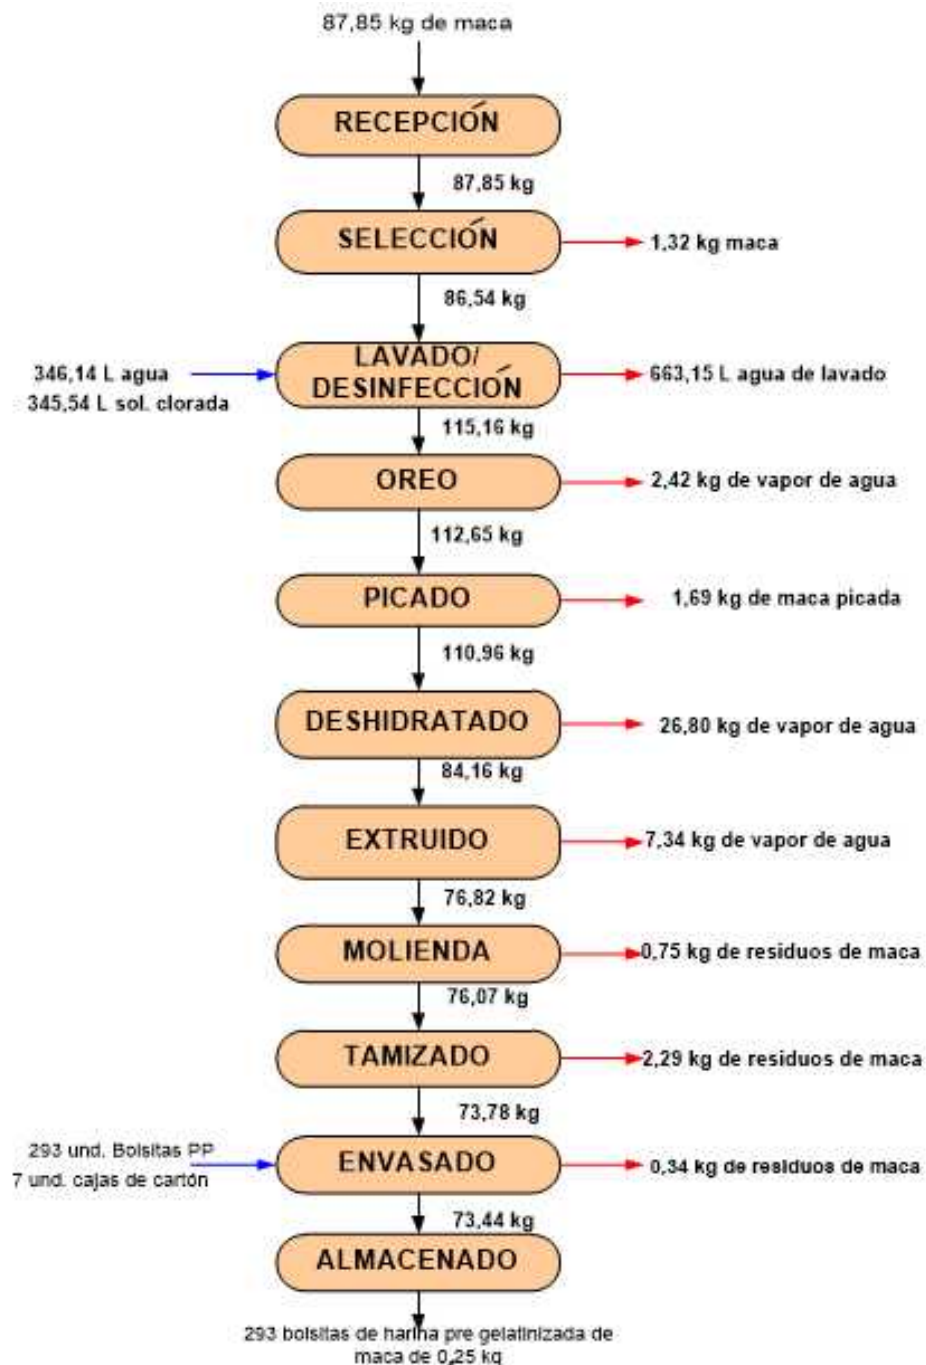 87,85 kg de maca
RECEPCIÓN
87,85 kg
SELECCIÓN
1,32 kg maca
86,54 kg
346,14 L agua
345,54 L sol. clorada
LAVADO/
DESINFECCIÓN
663,15 L agua de lavado
115,16 kg
OREO
2,42 kg de vapor de agua
112,65 kg
PICADO
1,69 kg de maca picada
110,96 kg
DESHIDRATADO
26,80 kg de vapor de agua
84,16 kg
EXTRUIDO
7,34 kg de vapor de agua
76,82 kg
MOLIENDA
0,75 kg de residuos de maca
76,07 kg
TAMIZADO
2,29 kg de residuos de maca
73,78 kg
293 und. Bolsitas PP
7 und. cajas de cartón
ENVASADO
0,34 kg de residuos de maca
73,44 kg
ALMACENADO
293 bolsitas de harina pre gelatinizada de
maca de 0,25 kg